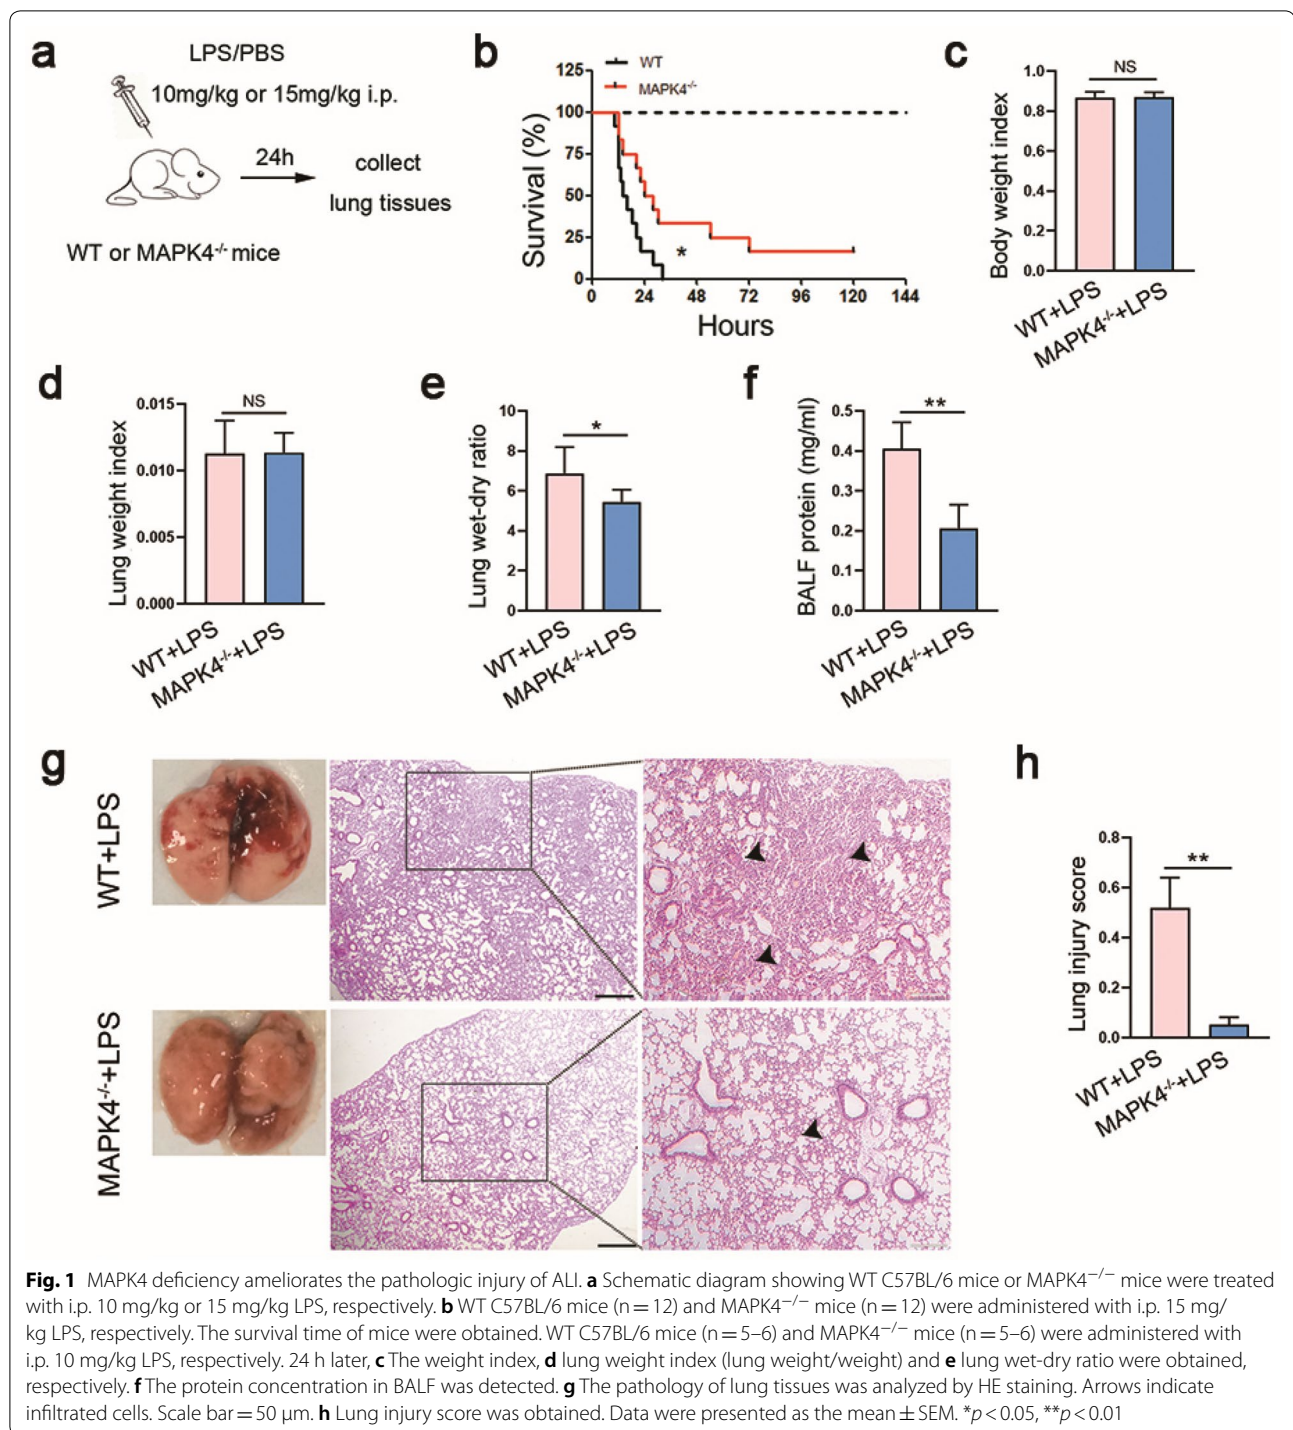 a
LPS/PBS
10mg/kg or 15mg/kg i.p.
24h
collect
lung tissues
WT or MAPK4-/- mice
b
WT
MAPK4-/-
125
100
75
50
25
0
Survival (%)
*
0 24 48 72 96 120 144
Hours
c
NS
1.0
0.8
0.6
0.4
0.2
0.0
Body weight index
WT+LPS
MAPK4-/-+LPS
d
NS
0.015
0.010
0.005
0.000
Lung weight index
WT+LPS
MAPK4-/-+LPS
e
*
10
8
6
4
2
0
Lung wet-dry ratio
WT+LPS
MAPK4-/-+LPS
f
**
0.5
0.4
0.3
0.2
0.1
0.0
BALF protein (mg/ml)
WT+LPS
MAPK4-/-+LPS
g
WT+LPS
MAPK4-/-+LPS
h
**
0.8
0.6
0.4
0.2
0.0
Lung injury score
WT+LPS
MAPK4-/-+LPS
Fig. 1 MAPK4 deficiency ameliorates the pathologic injury of ALI. a Schematic diagram showing WT C57BL/6 mice or MAPK4−/− mice were treated
with i.p. 10 mg/kg or 15 mg/kg LPS, respectively. b WT C57BL/6 mice (n = 12) and MAPK4−/− mice (n = 12) were administered with i.p. 15 mg/
kg LPS, respectively. The survival time of mice were obtained. WT C57BL/6 mice (n = 5–6) and MAPK4−/− mice (n = 5–6) were administered with
i.p. 10 mg/kg LPS, respectively. 24 h later, c The weight index, d lung weight index (lung weight/weight) and e lung wet-dry ratio were obtained,
respectively. f The protein concentration in BALF was detected. g The pathology of lung tissues was analyzed by HE staining. Arrows indicate
infiltrated cells. Scale bar = 50 μm. h Lung injury score was obtained. Data were presented as the mean ± SEM. *p < 0.05, **p < 0.01